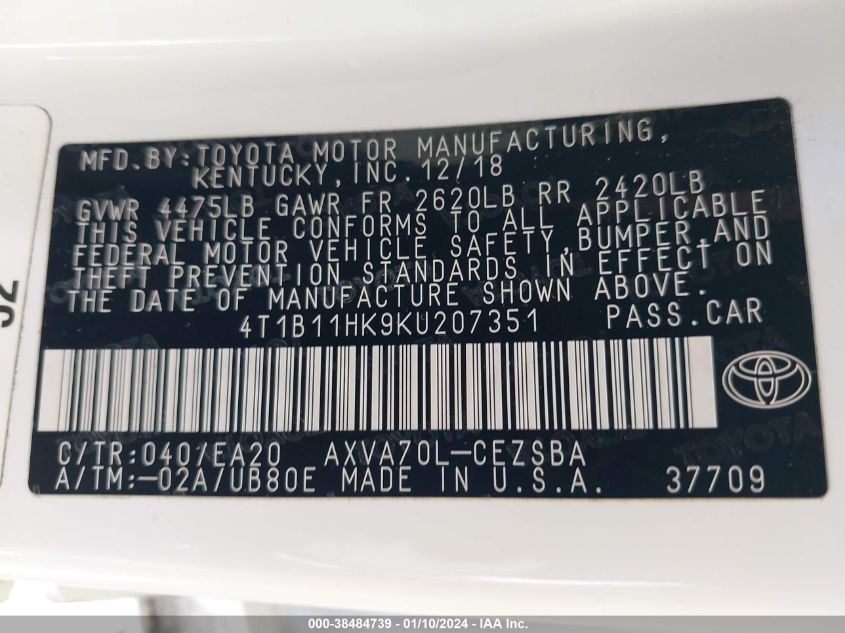 MFD. BY: TOYOTA MOTOR MANUFACTURING,
KENTUCKY, INC. 12/18
GVWR 4475LB GAWR FR 2620LB RR 2420LB
THIS VEHICLE CONFORMS TO ALL APPLICABLE
FEDERAL MOTOR VEHICLE SAFETY, BUMPER, AND
THEFT PREVENTION STANDARDS IN EFFECT ON
THE DATE OF MANUFACTURE SHOWN ABOVE.
4T1B11HK9KU207351 PASS.CAR
C/TR: 040/EA20 AXVA70L-CEZSBA
A/TM:-02A/UB80E MADE IN U.S.A. 37709
000-38484739 - 01/10/2024 - IAA Inc.